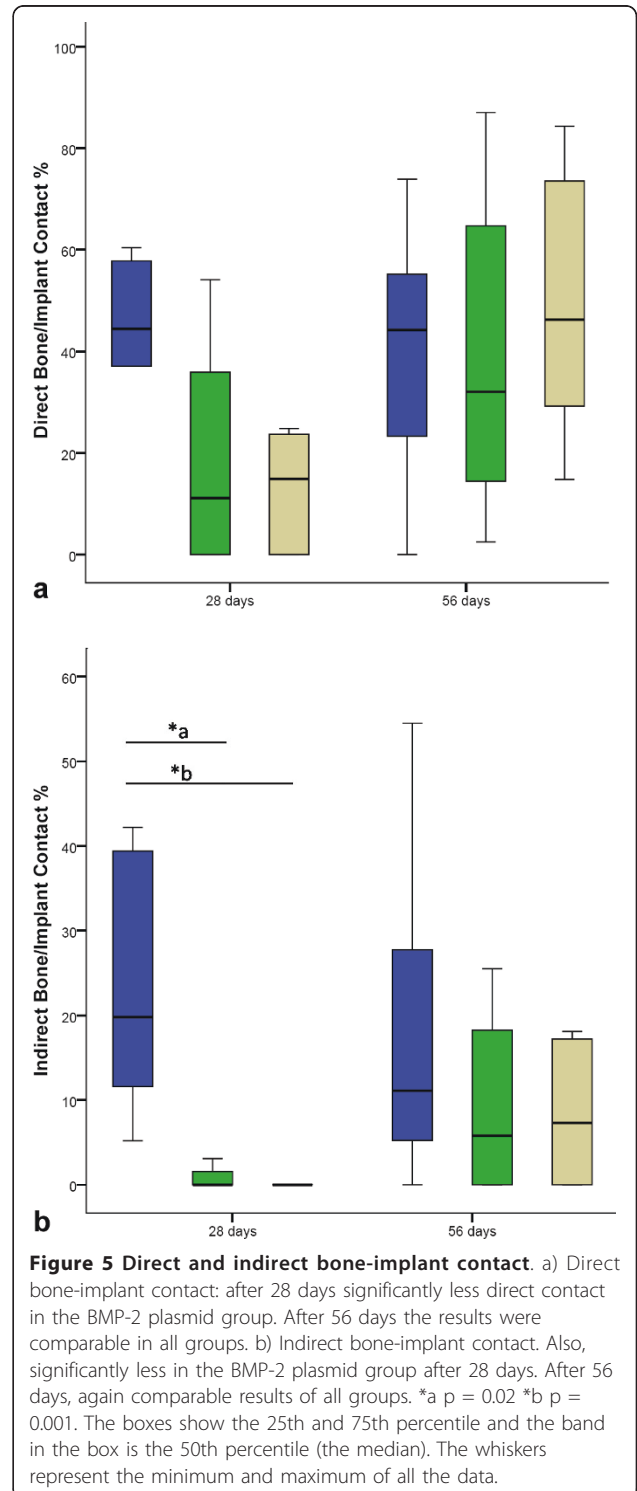 100
80
60
40
20
0
Direct Bone/Implant Contact %
a
28 days 56 days
60
50
40
30
20
10
0
Indirect Bone/Implant Contact %
*a
*b
b
28 days 56 days
Figure 5 Direct and indirect bone-implant contact. a) Direct
bone-implant contact: after 28 days significantly less direct contact
in the BMP-2 plasmid group. After 56 days the results were
comparable in all groups. b) Indirect bone-implant contact. Also,
significantly less in the BMP-2 plasmid group after 28 days. After 56
days, again comparable results of all groups. *a p = 0.02 *b p =
0.001. The boxes show the 25th and 75th percentile and the band
in the box is the 50th percentile (the median). The whiskers
represent the minimum and maximum of all the data.